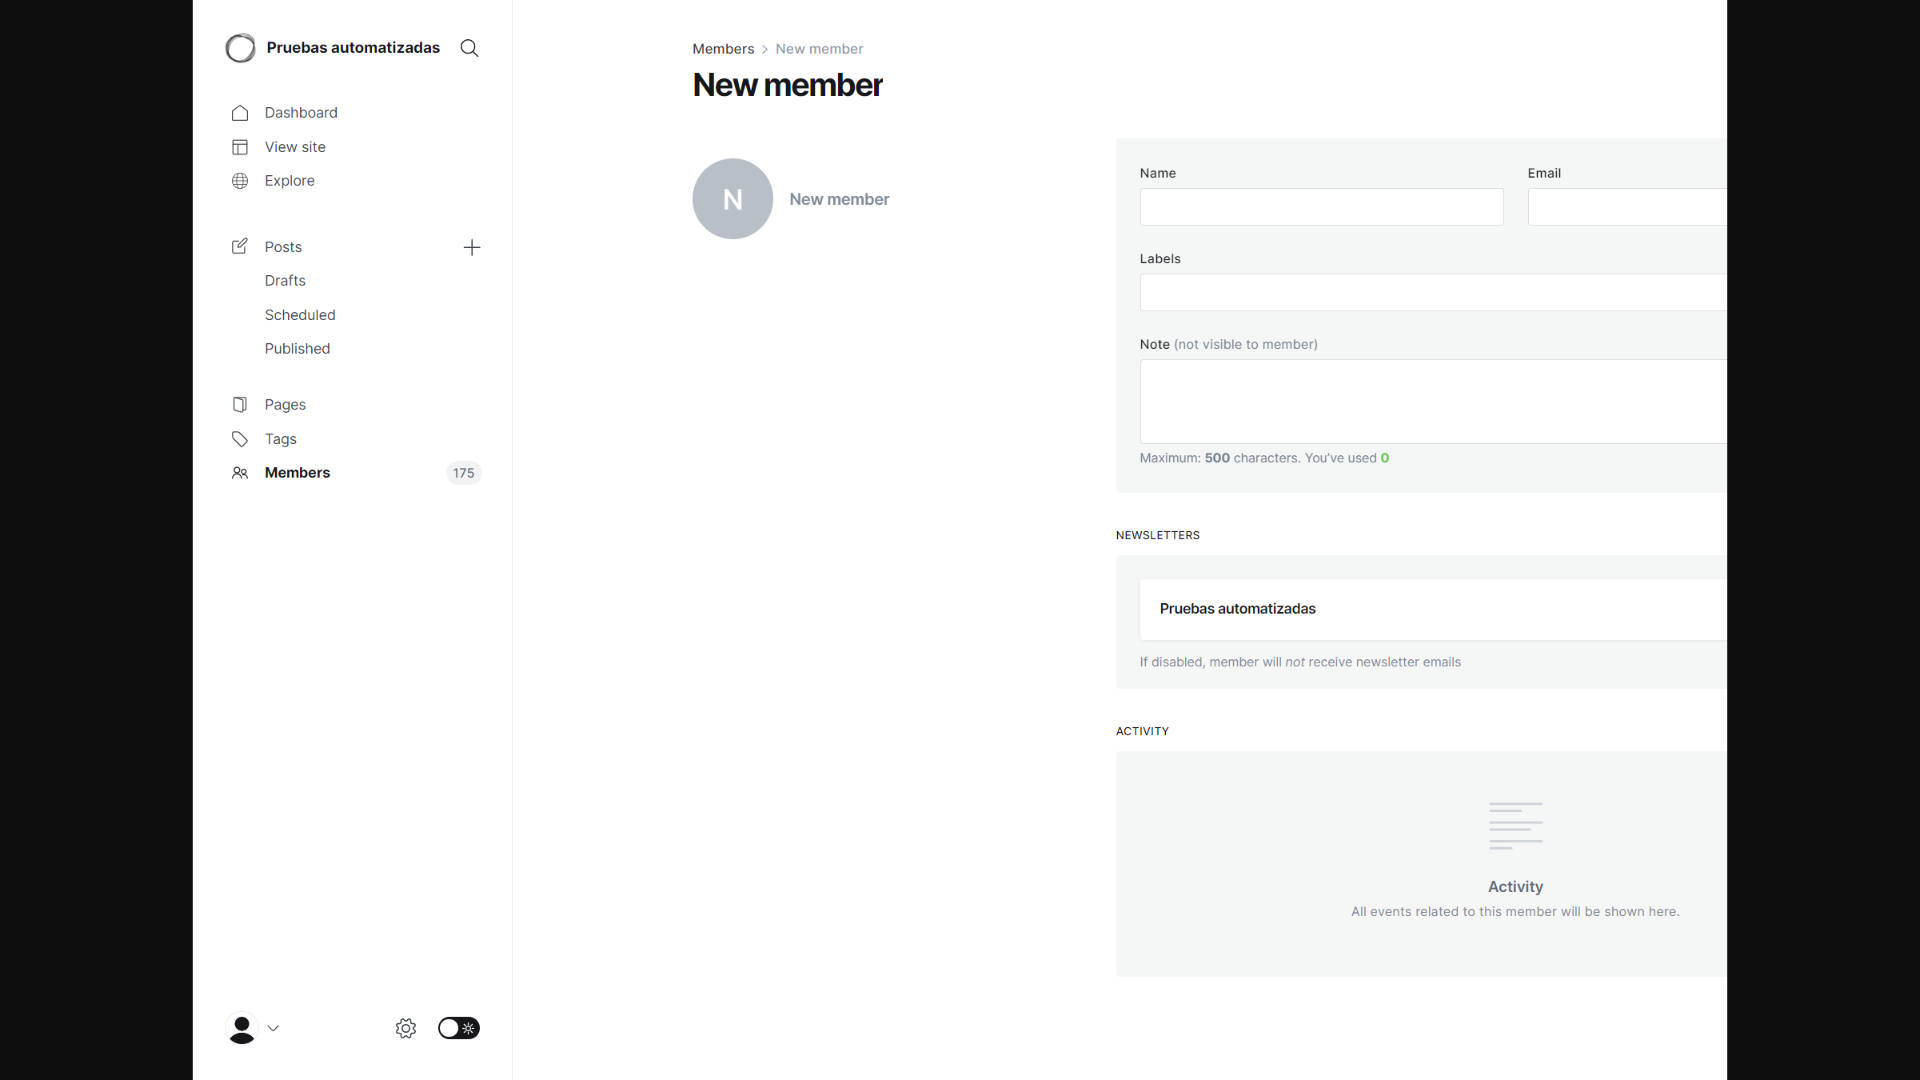 Pruebas automatizadas
Dashboard
View site
Explore
Posts
Drafts
Scheduled
Published
Pages
Tags
Members 175
Members > New member
New member
N New member
Name Email
Labels
Note (not visible to member)
Maximum: 500 characters. You've used 0
NEWSLETTERS
Pruebas automatizadas
If disabled, member will not receive newsletter emails
ACTIVITY
Activity
All events related to this member will be shown here.